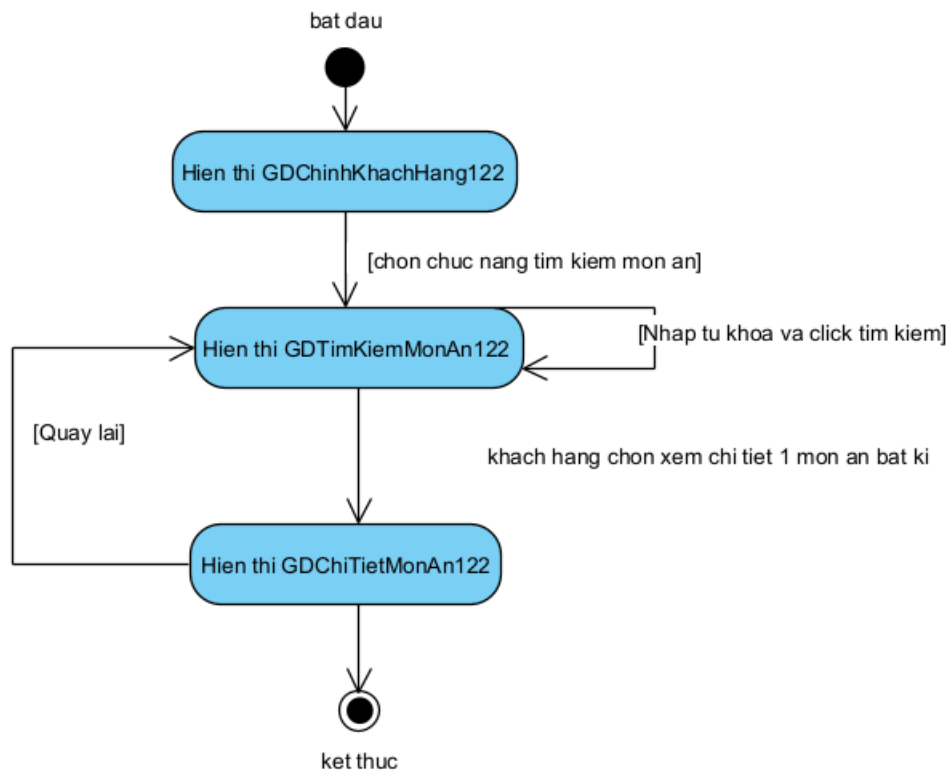 bat dau
Hien thi GDChinhKhachHang122
[chon chuc nang tim kiem mon an]
[Nhap tu khoa va click tim kiem]
Hien thi GDTimKiemMonAn122
[Quay lai]
khach hang chon xem chi tiet 1 mon an bat ki
Hien thi GDChiTietMonAn122
ket thuc